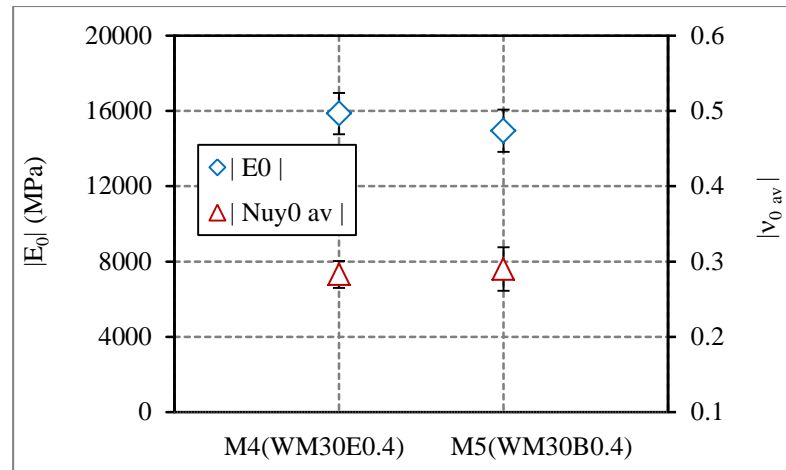 20000
16000
12000
8000
4000
0
|E0| (MPa)
| E0 |
| Nuy0 av |
0.6
0.5
0.4
0.3
0.2
0.1
|ν0 av|
M4(WM30E0.4) M5(WM30B0.4)